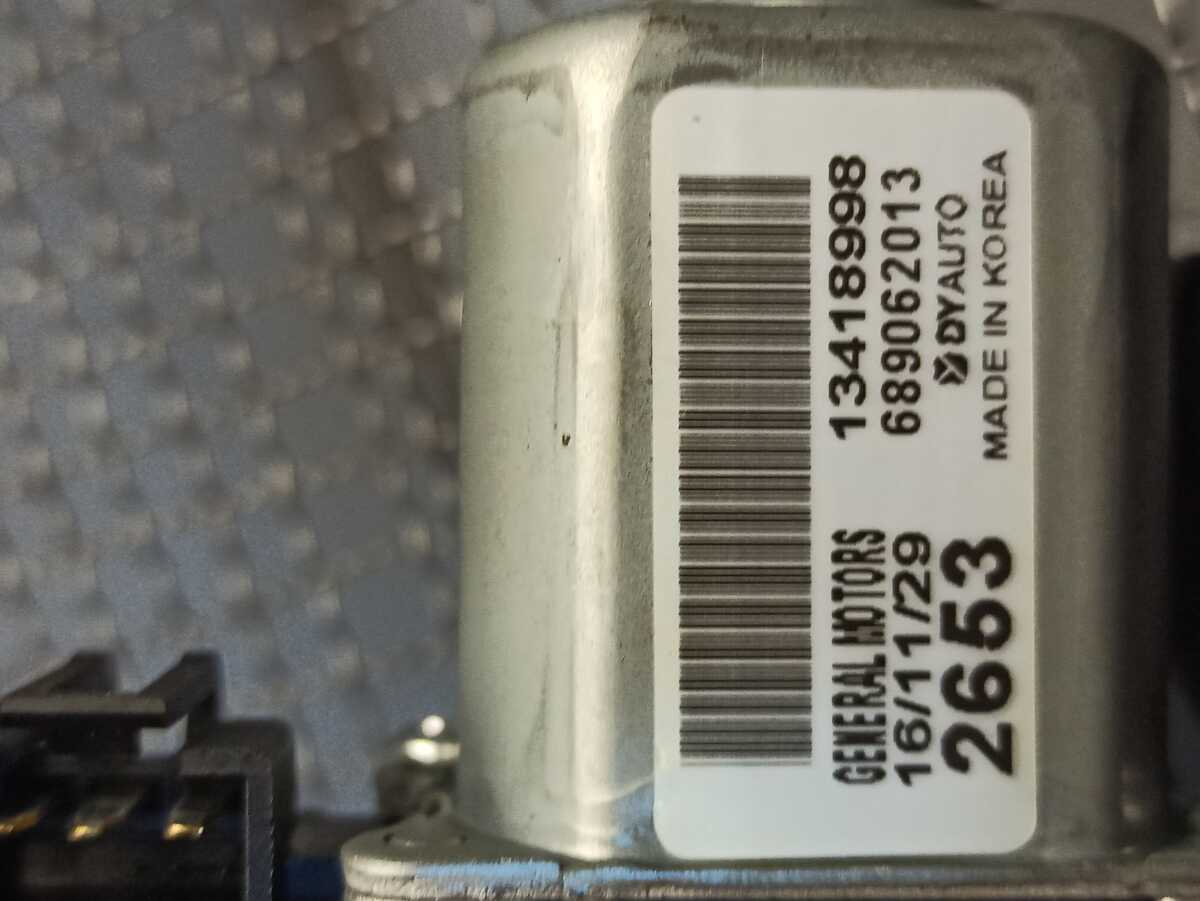 GENERAL MOTORS 13418998
16/11/29 689062013
2653 DYAUTO
MADE IN KOREA